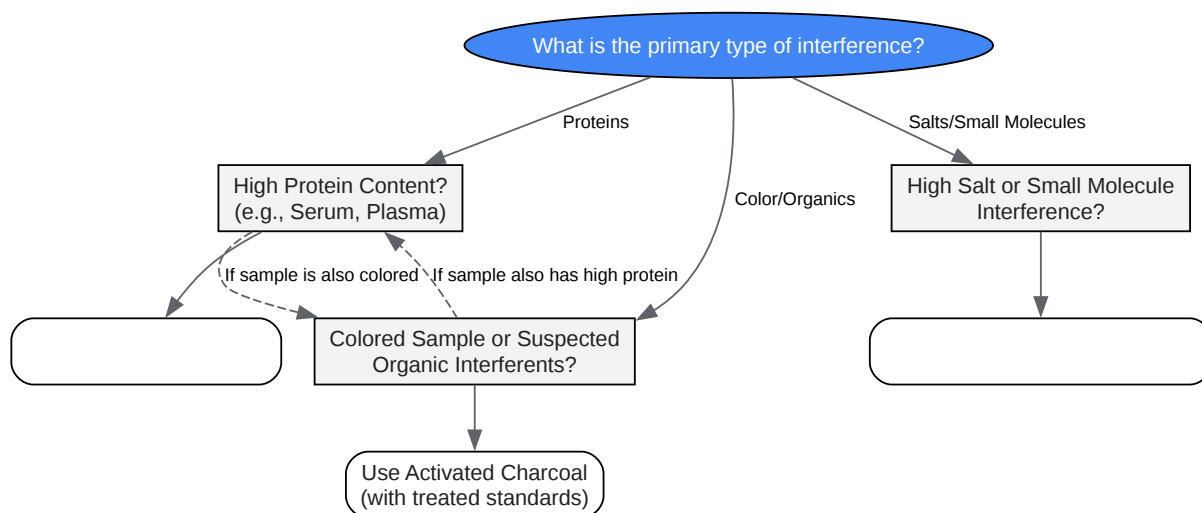 What is the primary type of interference?
Proteins
Salts/Small Molecules
High Protein Content?
(e.g., Serum, Plasma)
Color/Organics
High Salt or Small Molecule
Interference?
If sample is also colored
If sample also has high protein
Colored Sample or Suspected
Organic Interferents?
Use Activated Charcoal
(with treated standards)